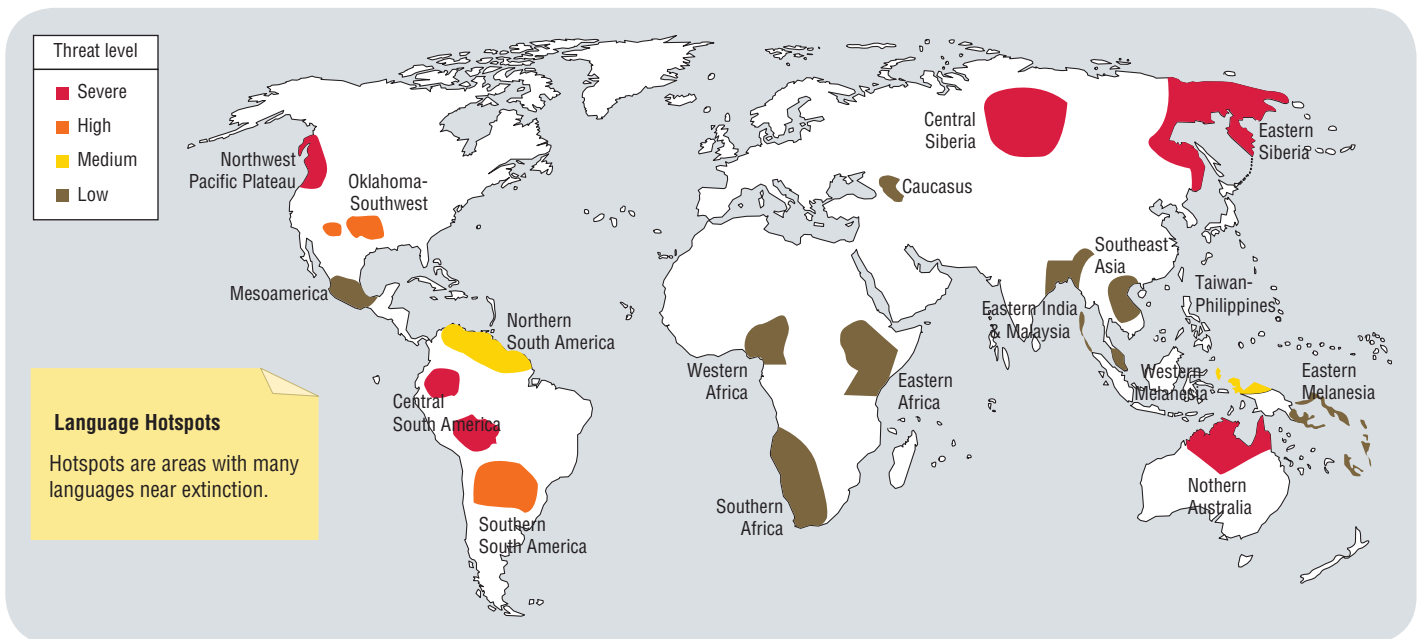 Threat level
Severe
High
Medium
Low
Northwest
Pacific Plateau
Oklahoma-
Southwest
Mesoamerica
Northern
South America
Central
South America
Southern
South America
Western
Africa
Eastern
Africa
Southern
Africa
Caucasus
Central
Siberia
Eastern
Siberia
Southeast
Asia
Eastern India
& Malaysia
Taiwan-
Philippines
Western
Melanesia
Eastern
Melanesia
Nothern
Australia
Language Hotspots
Hotspots are areas with many
languages near extinction.